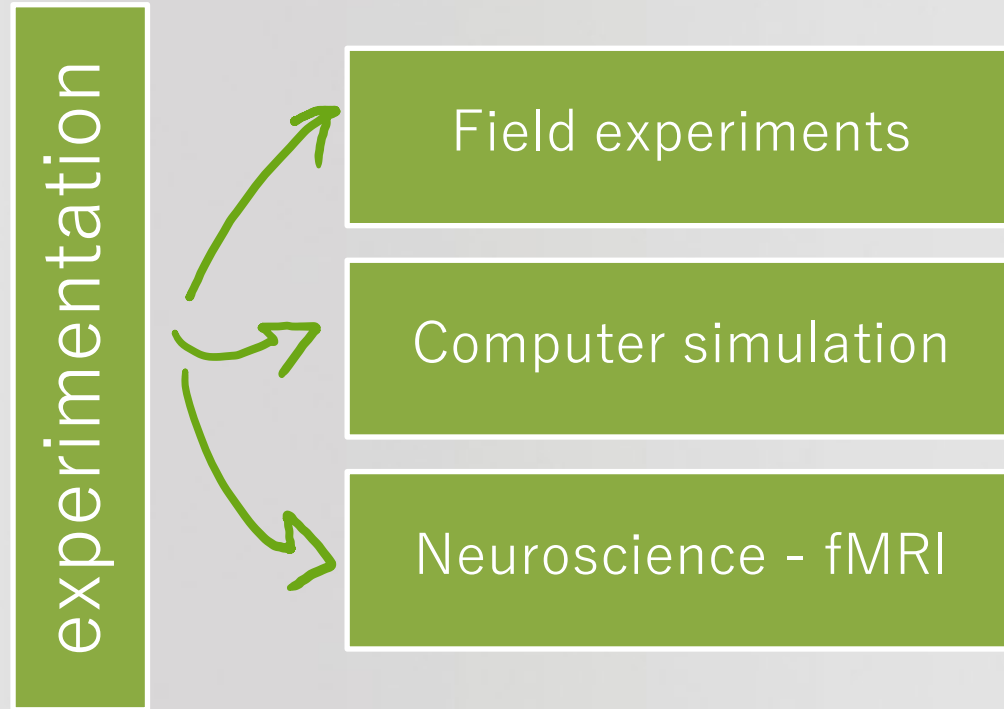 experimentation
Field experiments
Computer simulation
Neuroscience - fMRI